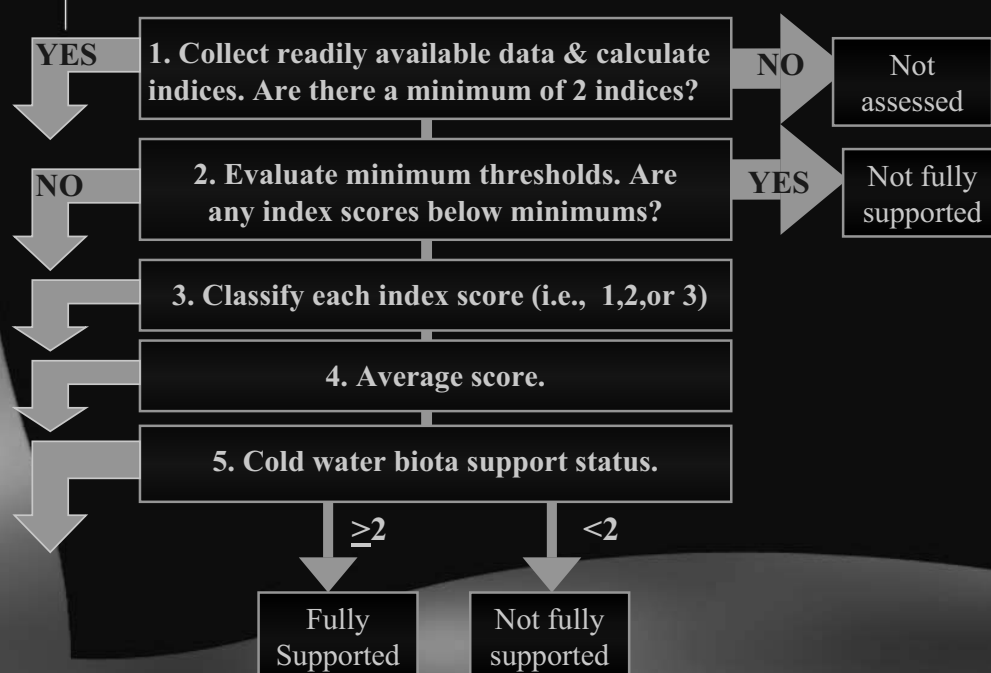 YES
1. Collect readily available data & calculate
indices. Are there a minimum of 2 indices?
NO
Not
assessed
NO
2. Evaluate minimum thresholds. Are
any index scores below minimums?
YES
Not fully
supported
3. Classify each index score (i.e., 1,2,or 3)
4. Average score.
5. Cold water biota support status.
≥2
<2
Fully
Supported
Not fully
supported